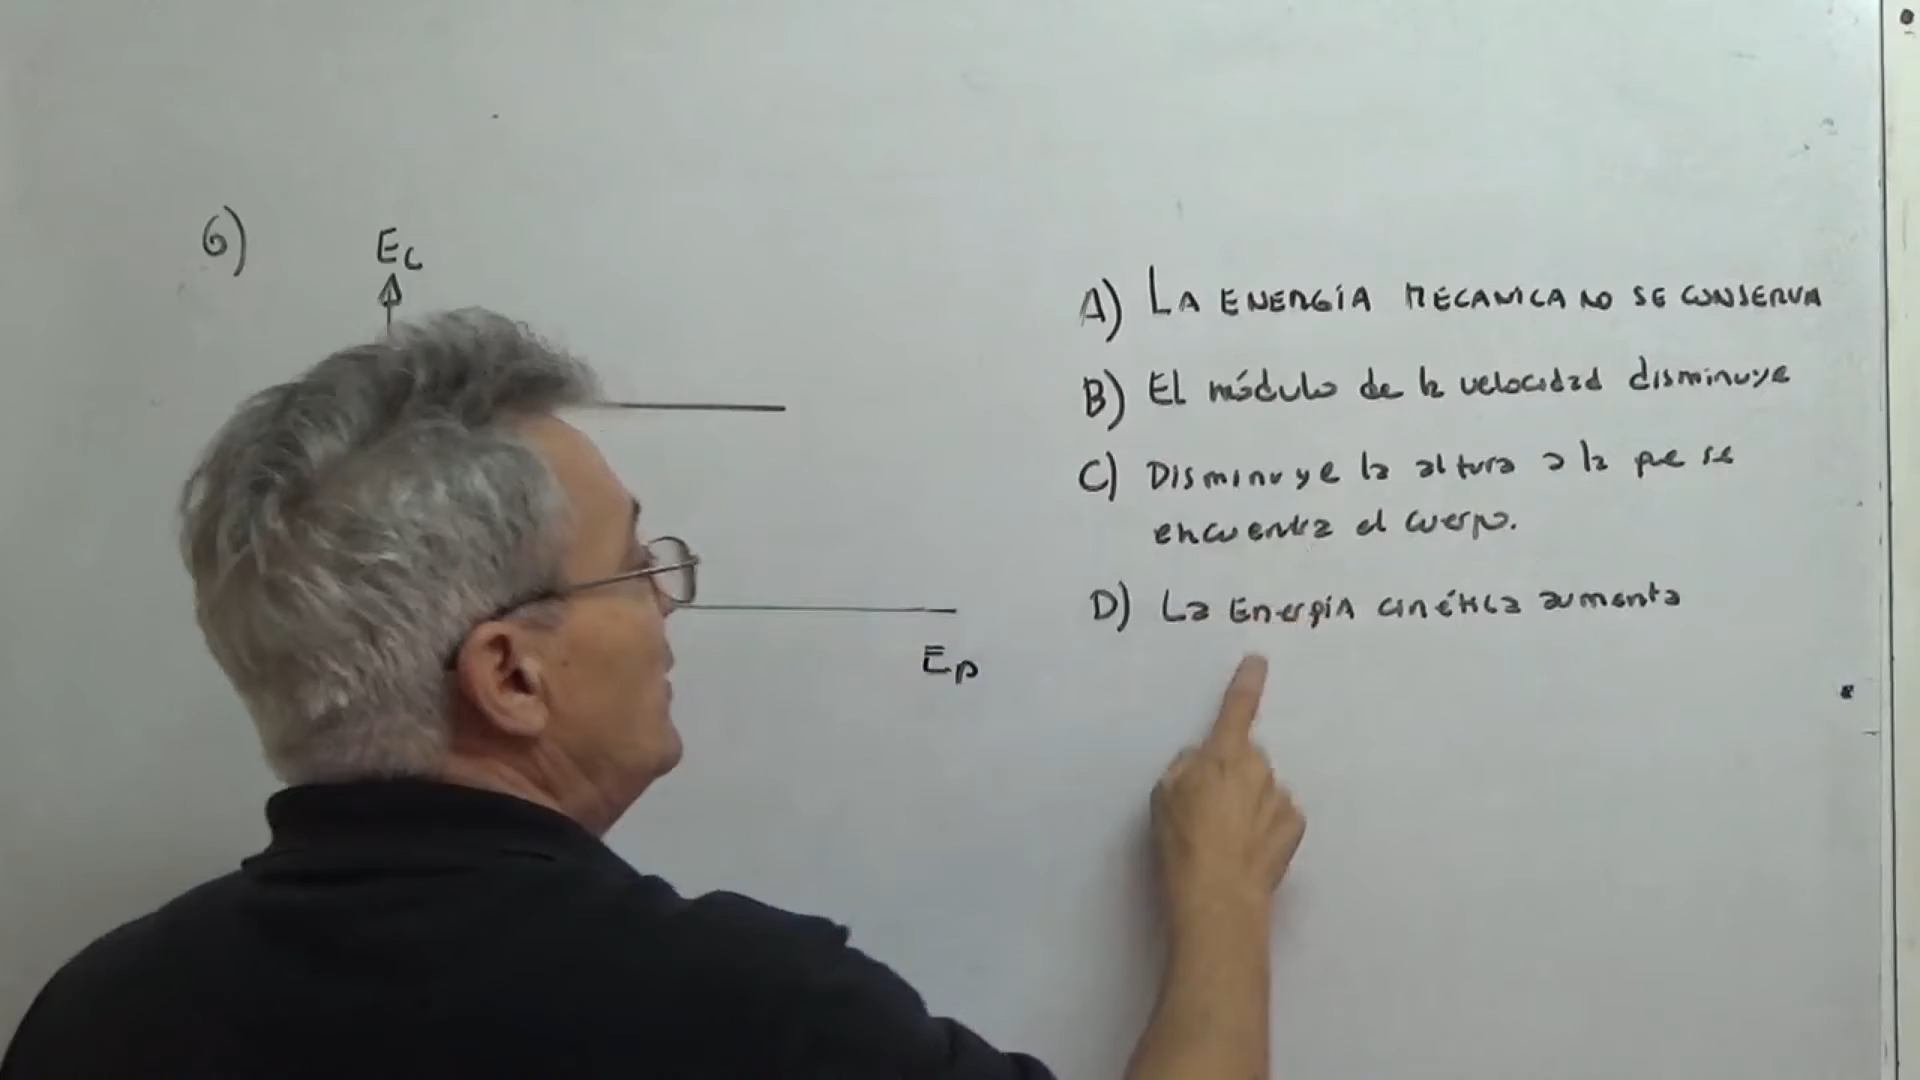 6)
Ec
Ep
A) LA ENERGÍA MECANICA NO SE CONSERVA
B) El módulo de la velocidad disminuye
C) Disminuye la altura a la que se
encuentra el cuerpo.
D) La Energía cinética aumenta